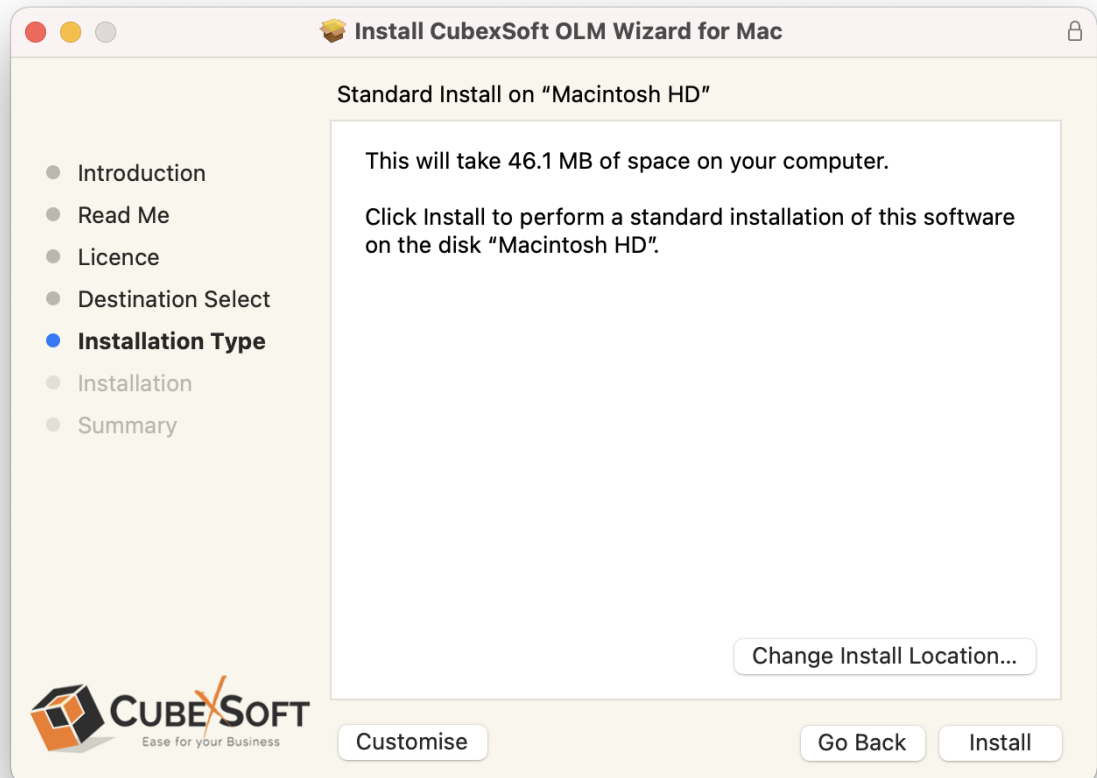 Install CubexSoft OLM Wizard for Mac
Standard Install on “Macintosh HD”
Introduction
Read Me
Licence
Destination Select
Installation Type
Installation
Summary
This will take 46.1 MB of space on your computer.
Click Install to perform a standard installation of this software
on the disk “Macintosh HD”.
Change Install Location...
CUBEXSOFT
Ease for your Business
Customise
Go Back
Install